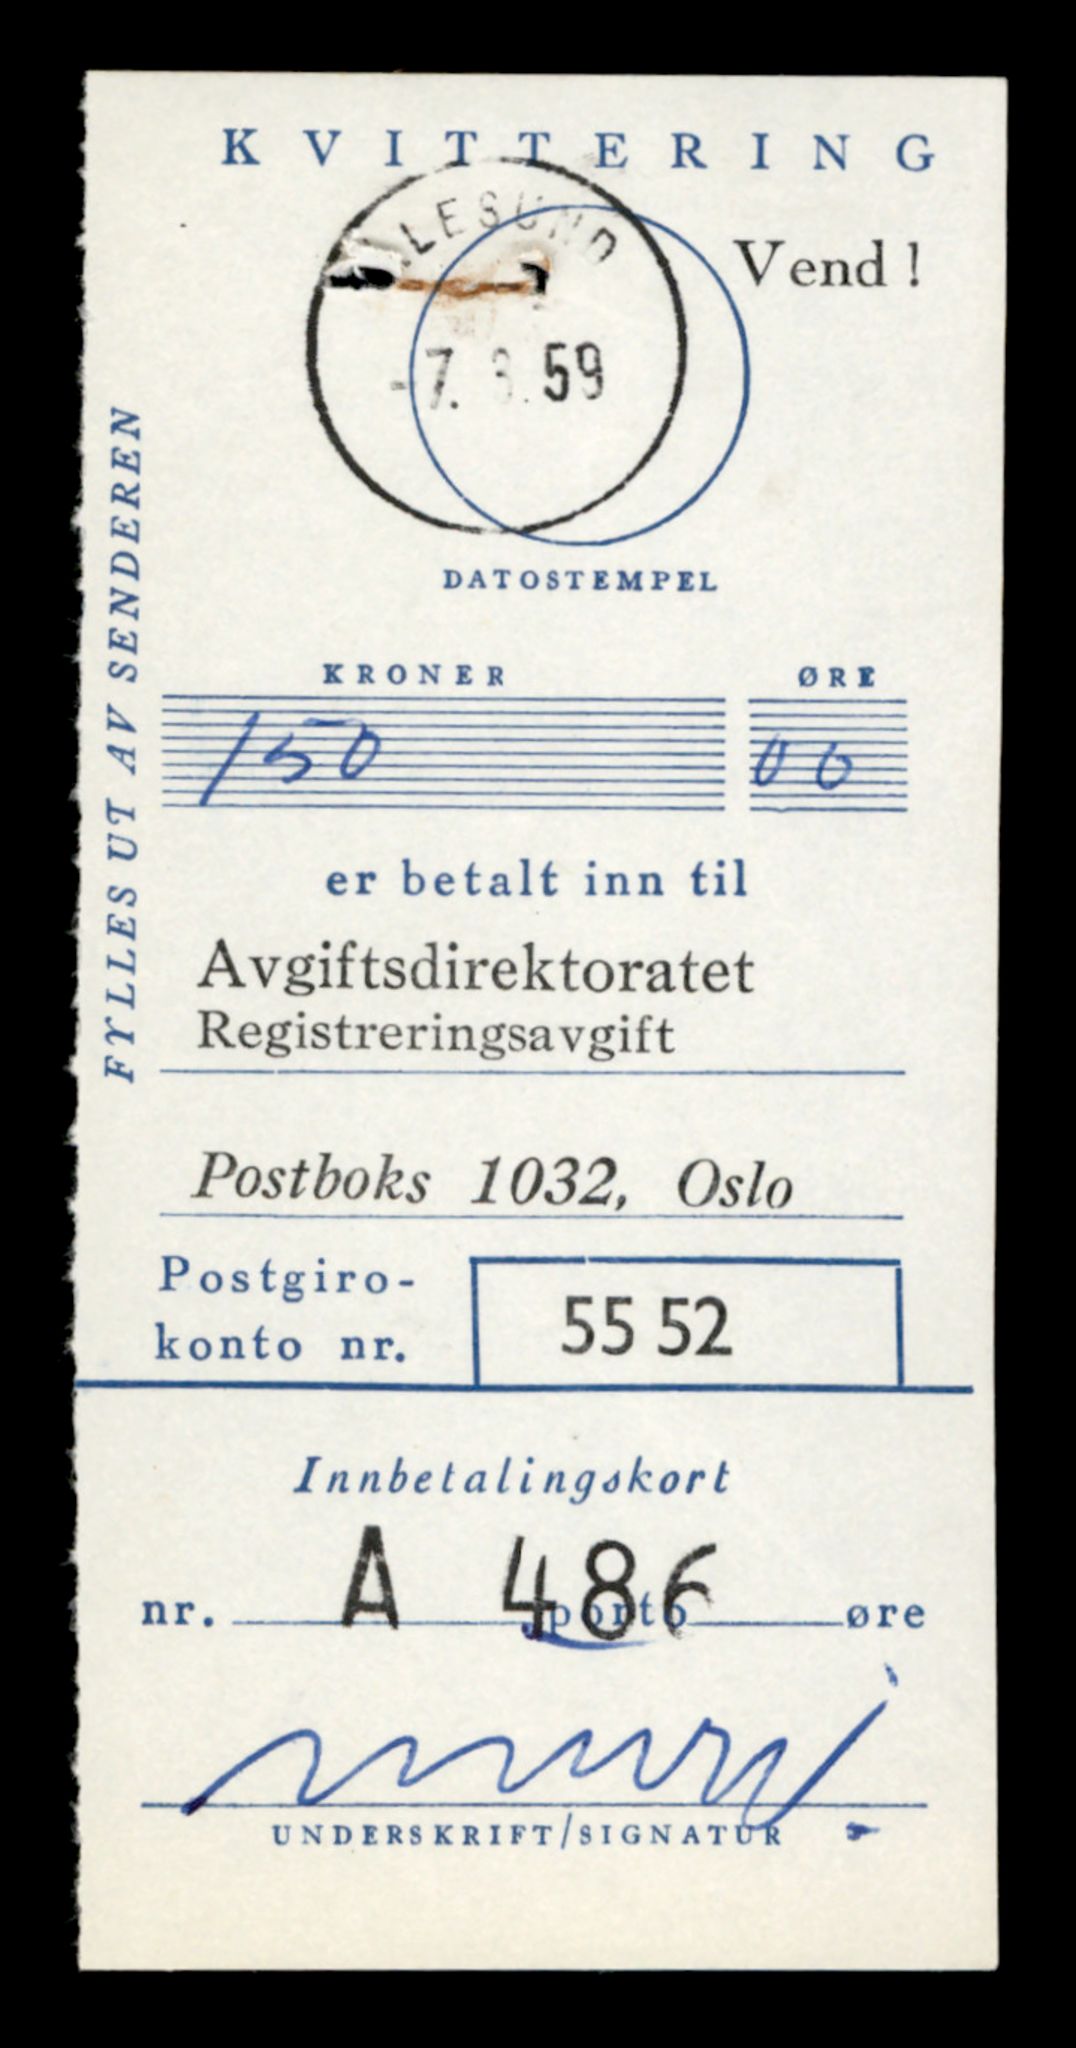 KVITTERING
Vend !
ÅLESUND
-7. 3. 59
DATOSTEMPEL
FYLLES UT AV SENDEREN
KRONER ØRE
150 00
er betalt inn til
Avgiftsdirektoratet
Registreringsavgift
Postboks 1032, Oslo
Postgiro-
konto nr. 55 52
Innbetalingskort
nr. A 486 porto øre
UNDERSKRIFT/SIGNATUR